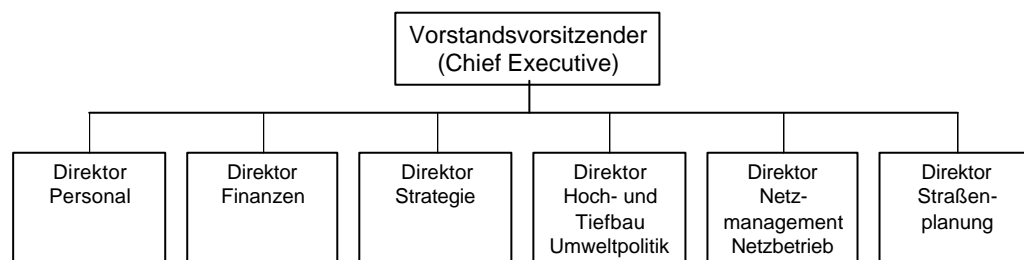 Vorstandsvorsitzender
(Chief Executive)
Direktor
Personal
Direktor
Finanzen
Direktor
Strategie
Direktor
Hoch- und
Tiefbau
Umweltpolitik
Direktor
Netz-
management
Netzbetrieb
Direktor
Straßen-
planung